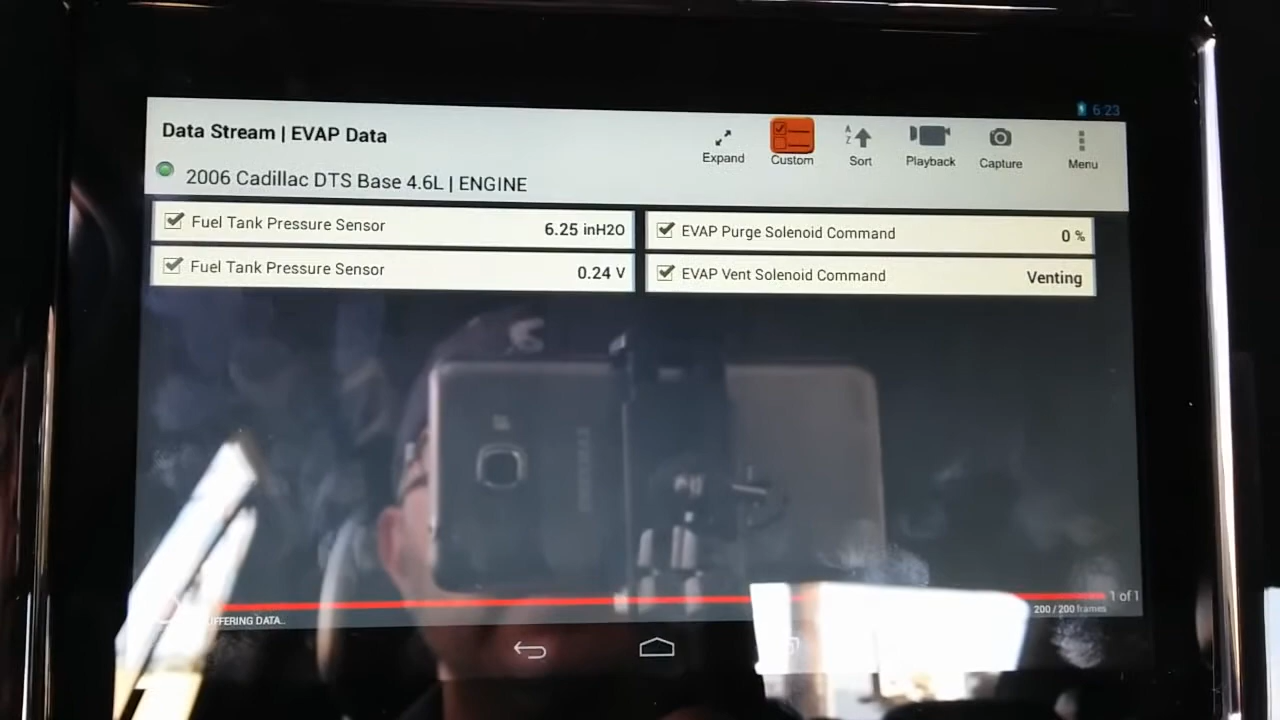 6:23
Data Stream | EVAP Data
Expand
Custom
Sort
Playback
Capture
Menu
2006 Cadillac DTS Base 4.6L | ENGINE
Fuel Tank Pressure Sensor 6.25 inH2O
EVAP Purge Solenoid Command 0 %
Fuel Tank Pressure Sensor 0.24 V
EVAP Vent Solenoid Command Venting
1 of 1
200 / 200 frames
DATA..